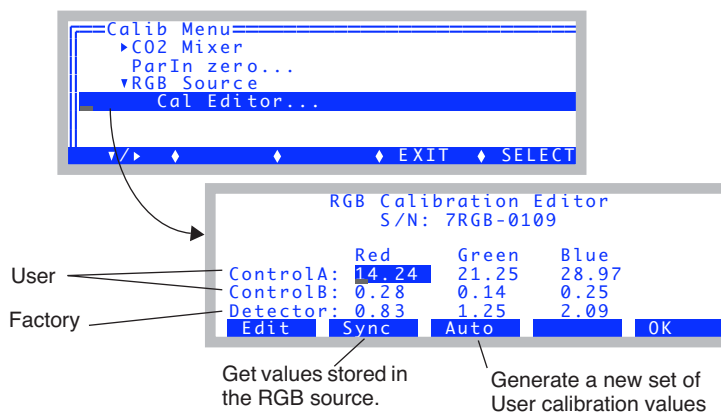 Calib Menu
▶CO2 Mixer
ParIn zero...
▼RGB Source
Cal Editor...
▼/▶ ♦ ♦ ♦ EXIT ♦ SELECT
RGB Calibration Editor
S/N: 7RGB-0109
Red Green Blue
User ControlA: 14.24 21.25 28.97
ControlB: 0.28 0.14 0.25
Factory Detector: 0.83 1.25 2.09
Edit Sync Auto OK
Get values stored in
the RGB source.
Generate a new set of
User calibration values